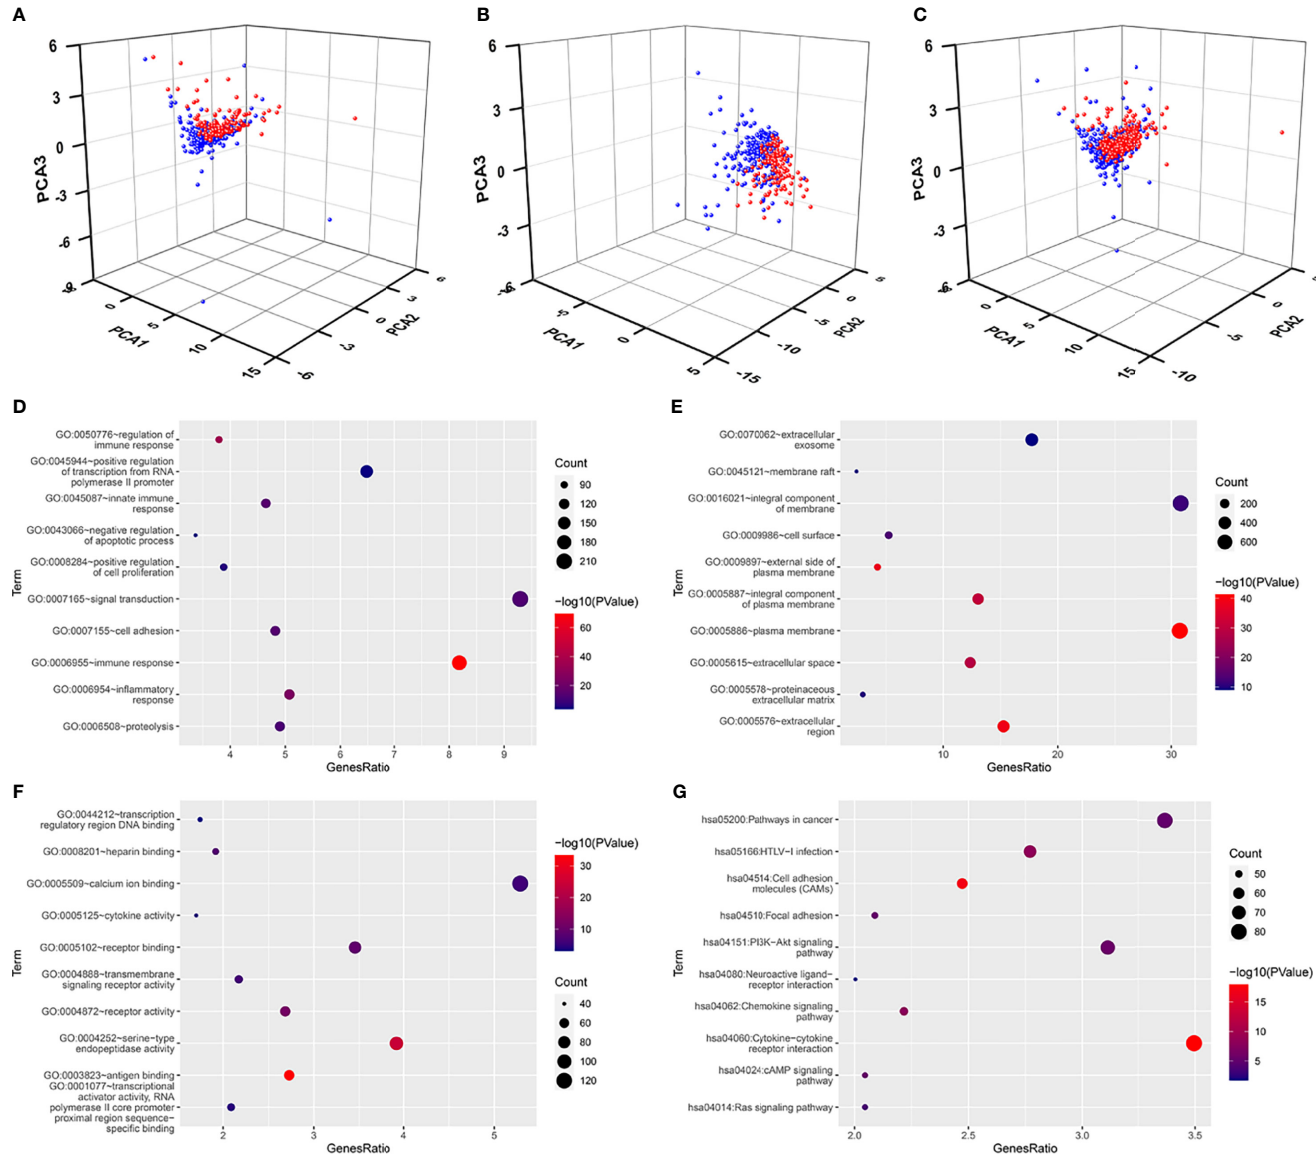 A
B
C
6
3
0
-3
-6
-9
PCA3
0
5
10
15
PCA1
-6
-3
0
3
6
PCA2
6
3
0
-3
-6
PCA3
-5
0
5
PCA1
-15
-10
-5
0
5
PCA2
6
3
0
-3
-6
PCA3
0
5
10
15
PCA1
-10
-5
0
PCA2
D
Term
GO:0050776~regulation of
immune response
GO:0045944~positive regulation
of transcription from RNA
polymerase II promoter
GO:0045087~innate immune
response
GO:0043066~negative regulation
of apoptotic process
GO:0008284~positive regulation
of cell proliferation
GO:0007165~signal transduction
GO:0007155~cell adhesion
GO:0006955~immune response
GO:0006954~inflammatory
response
GO:0006508~proteolysis
4 5 6 7 8 9
GenesRatio
Count
90
120
150
180
210
−log10(PValue)
60
40
20
E
Term
GO:0070062~extracellular
exosome
GO:0045121~membrane raft
GO:0016021~integral component
of membrane
GO:0009986~cell surface
GO:0009897~external side of
plasma membrane
GO:0005887~integral component
of plasma membrane
GO:0005886~plasma membrane
GO:0005615~extracellular space
GO:0005578~proteinaceous
extracellular matrix
GO:0005576~extracellular
region
10 20 30
GenesRatio
Count
200
400
600
−log10(PValue)
40
30
20
10
F
Term
GO:0044212~transcription
regulatory region DNA binding
GO:0008201~heparin binding
GO:0005509~calcium ion binding
GO:0005125~cytokine activity
GO:0005102~receptor binding
GO:0004888~transmembrane
signaling receptor activity
GO:0004872~receptor activity
GO:0004252~serine−type
endopeptidase activity
GO:0003823~antigen binding
GO:0001077~transcriptional
activator activity, RNA
polymerase II core promoter
proximal region sequence−
specific binding
2 3 4 5
GenesRatio
−log10(PValue)
30
20
10
Count
40
60
80
100
120
G
Term
hsa05200:Pathways in cancer
hsa05166:HTLV−I infection
hsa04514:Cell adhesion
molecules (CAMs)
hsa04510:Focal adhesion
hsa04151:PI3K−Akt signaling
pathway
hsa04080:Neuroactive ligand−
receptor interaction
hsa04062:Chemokine signaling
pathway
hsa04060:Cytokine−cytokine
receptor interaction
hsa04024:cAMP signaling
pathway
hsa04014:Ras signaling pathway
2.0 2.5 3.0 3.5
GenesRatio
Count
50
60
70
80
−log10(PValue)
15
10
5